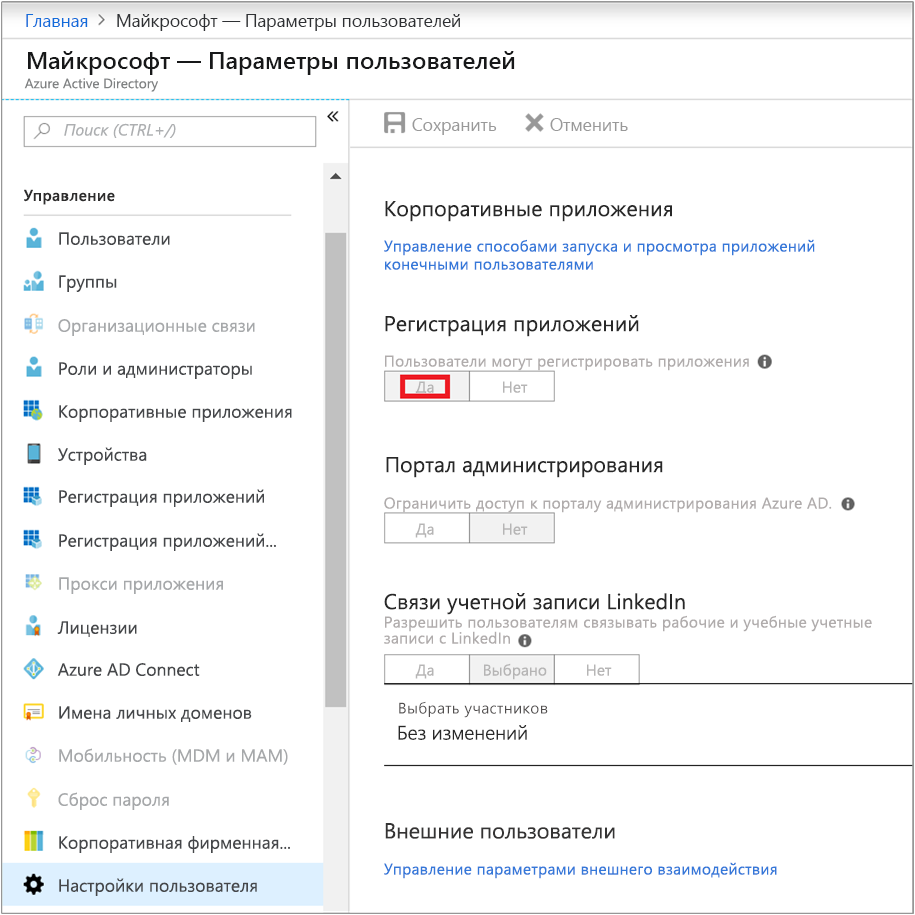 Главная > Майкрософт — Параметры пользователей
Майкрософт — Параметры пользователей
Azure Active Directory
Поиск (CTRL+/)
«
Управление
Пользователи
Группы
Организационные связи
Роли и администраторы
Корпоративные приложения
Устройства
Регистрация приложений
Регистрация приложений...
Прокси приложения
Лицензии
Azure AD Connect
Имена личных доменов
Мобильность (MDM и MAM)
Сброс пароля
Корпоративная фирменная...
Настройки пользователя
Сохранить Отменить
Корпоративные приложения
Управление способами запуска и просмотра приложений
конечными пользователями
Регистрация приложений
Пользователи могут регистрировать приложения
Да Нет
Портал администрирования
Ограничить доступ к порталу администрирования Azure AD.
Да Нет
Связи учетной записи LinkedIn
Разрешить пользователям связывать рабочие и учебные учетные
записи с LinkedIn
Да Выбрано Нет
Выбрать участников
Без изменений
Внешние пользователи
Управление параметрами внешнего взаимодействия